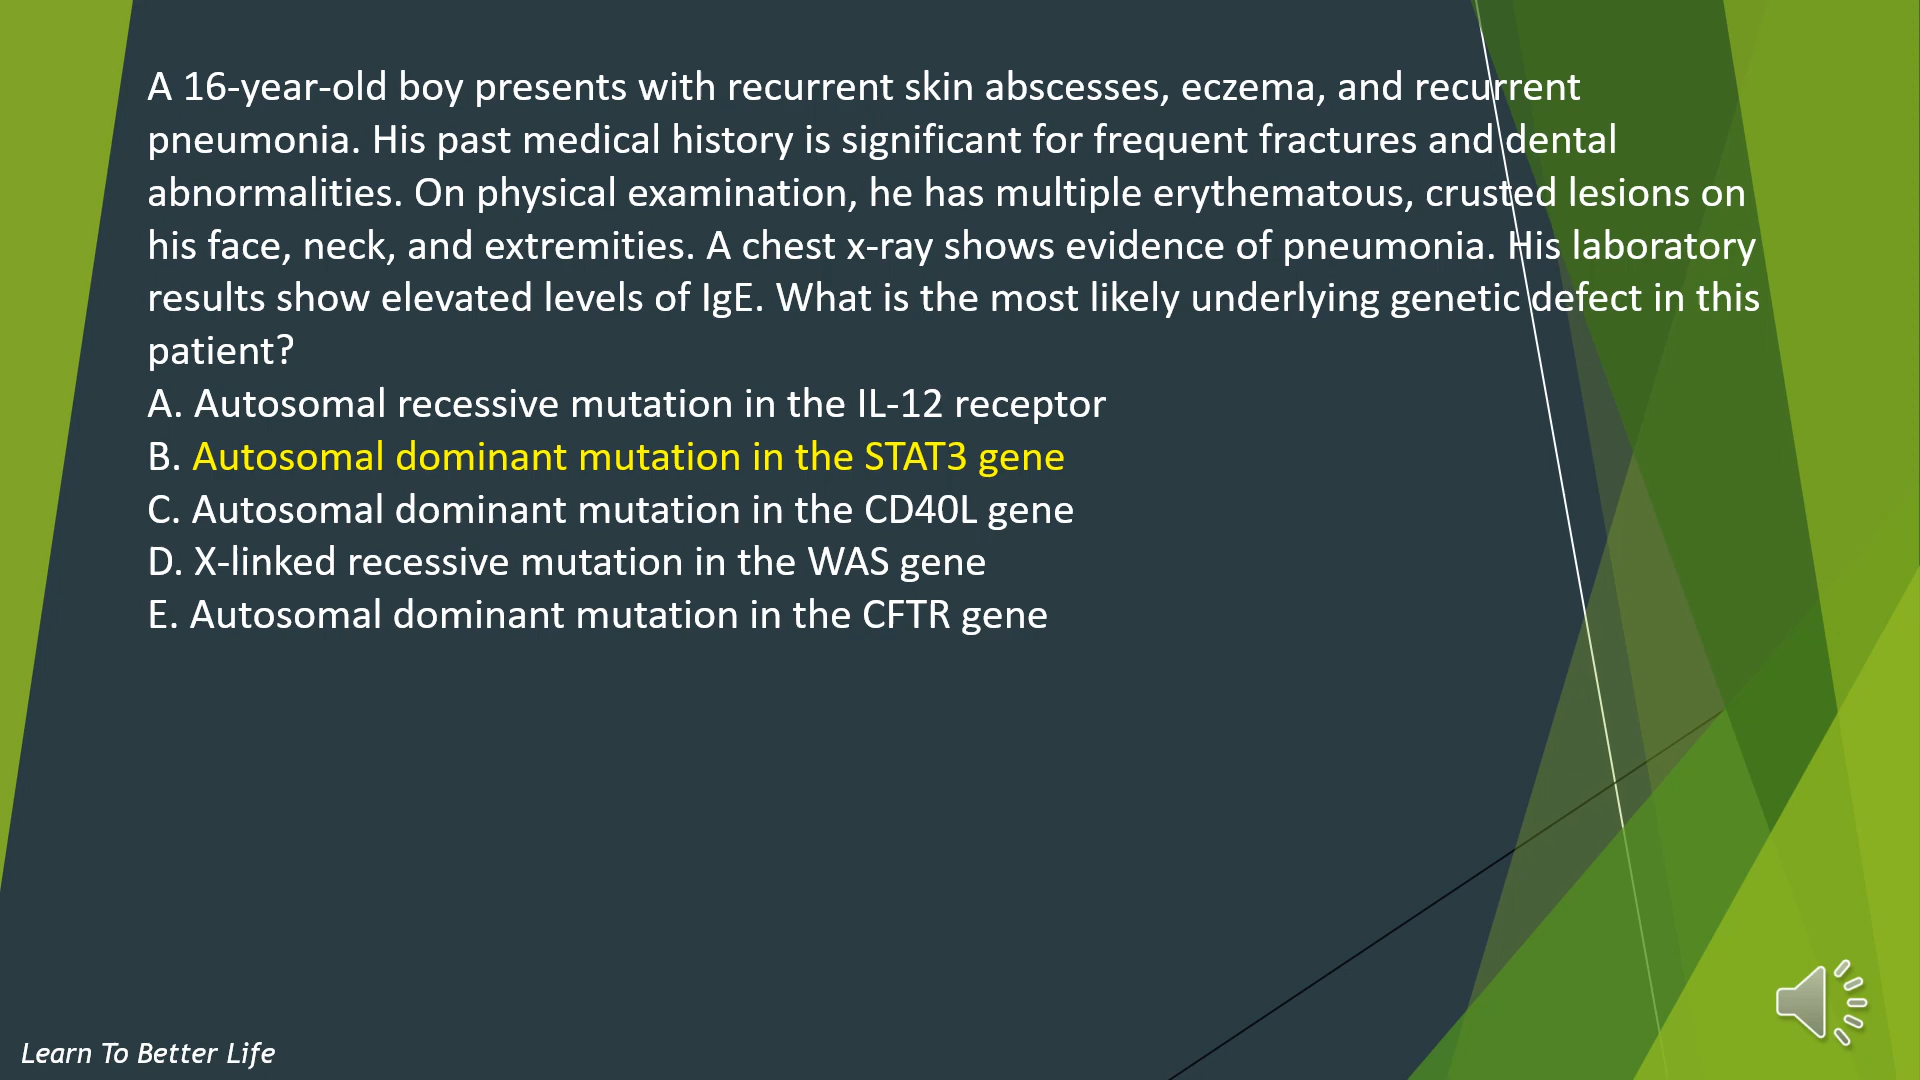 A 16-year-old boy presents with recurrent skin abscesses, eczema, and recurrent
pneumonia. His past medical history is significant for frequent fractures and dental
abnormalities. On physical examination, he has multiple erythematous, crusted lesions on
his face, neck, and extremities. A chest x-ray shows evidence of pneumonia. His laboratory
results show elevated levels of IgE. What is the most likely underlying genetic defect in this
patient?
A. Autosomal recessive mutation in the IL-12 receptor
B. Autosomal dominant mutation in the STAT3 gene
C. Autosomal dominant mutation in the CD40L gene
D. X-linked recessive mutation in the WAS gene
E. Autosomal dominant mutation in the CFTR gene
Learn To Better Life